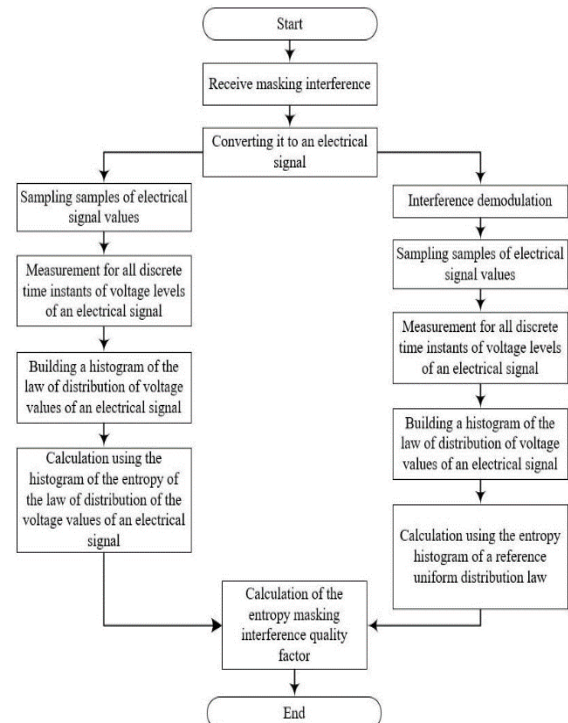 Start
Receive masking interference
Converting it to an electrical
signal
Sampling samples of electrical
signal values
Measurement for all discrete
time instants of voltage levels
of an electrical signal
Building a histogram of the
law of distribution of voltage
values of an electrical signal
Calculation using the
histogram of the entropy of
the law of distribution of the
voltage values of an electrical
signal
Interference demodulation
Sampling samples of electrical
signal values
Measurement for all discrete
time instants of voltage levels
of an electrical signal
Building a histogram of the
law of distribution of voltage
values of an electrical signal
Calculation using the entropy
histogram of a reference
uniform distribution law
Calculation of the
entropy masking
interference quality
factor
End